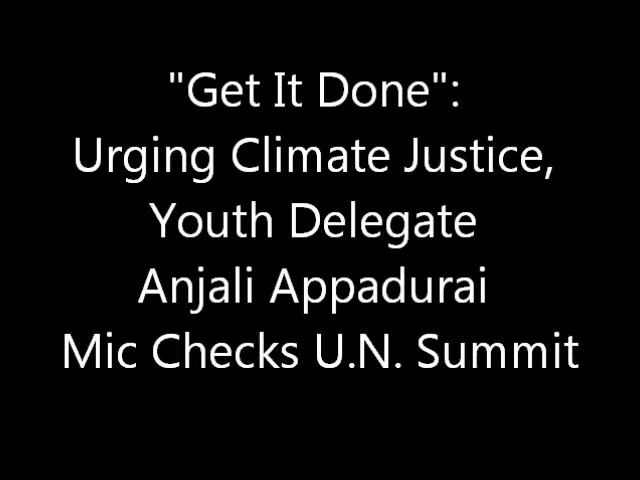 "Get It Done":
Urging Climate Justice,
Youth Delegate
Anjali Appadurai
Mic Checks U.N. Summit